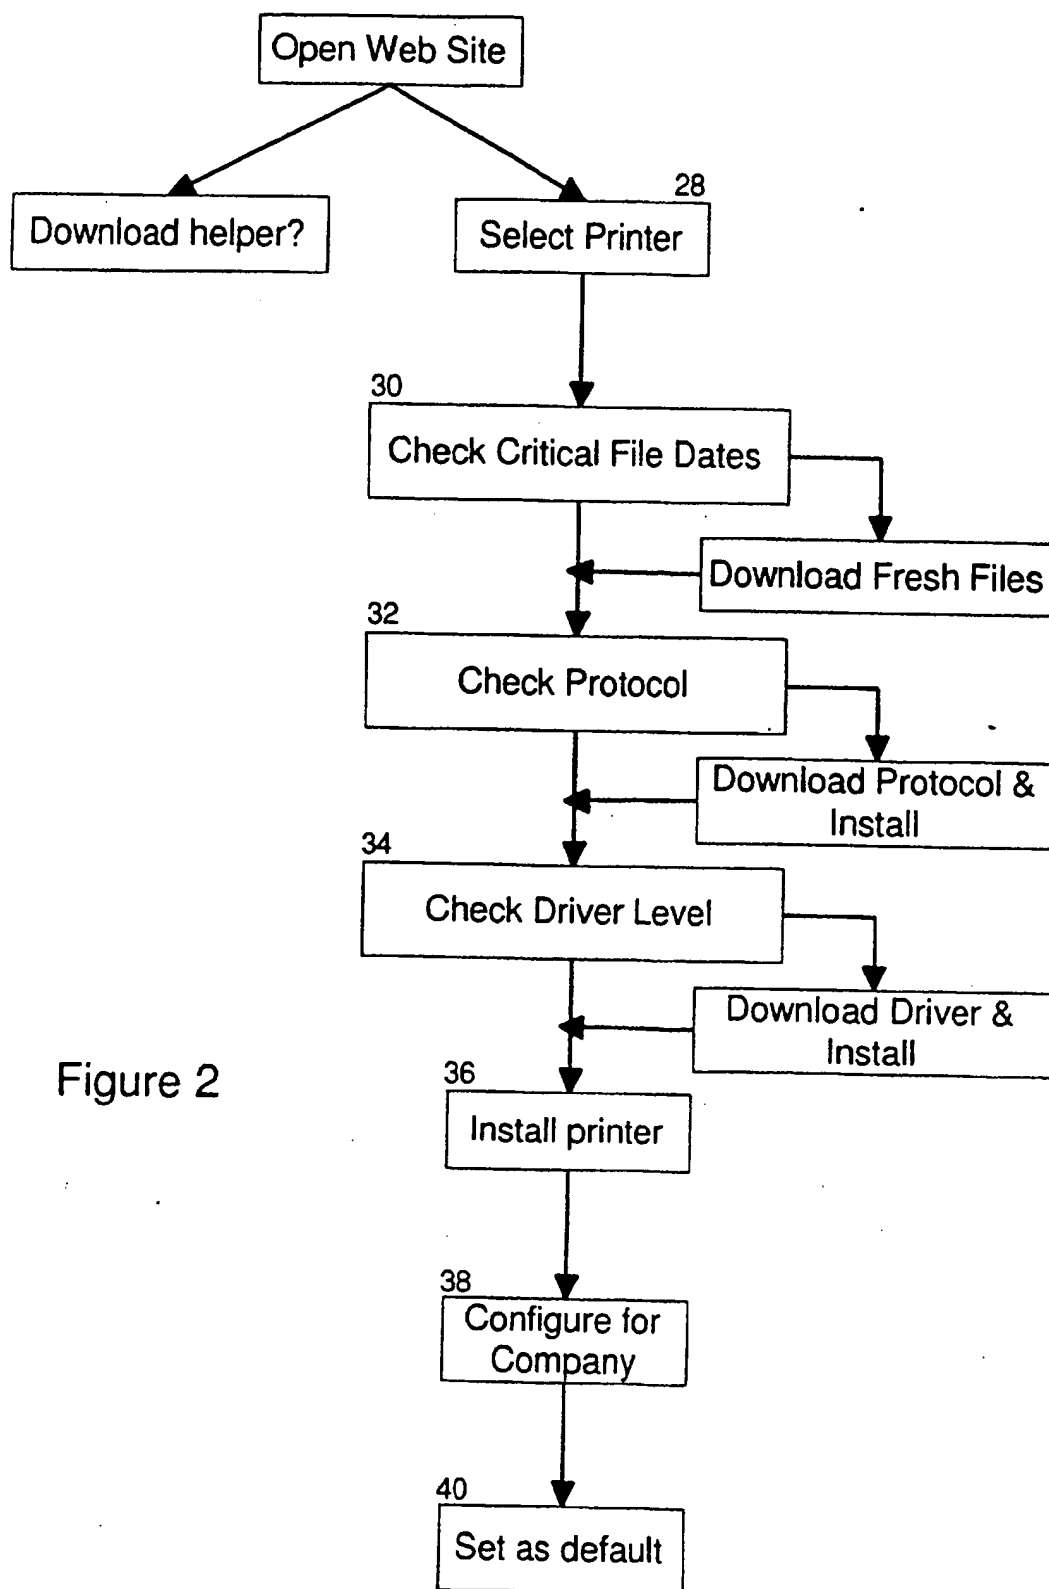 Open Web Site
Download helper?
28
Select Printer
30
Check Critical File Dates
Download Fresh Files
32
Check Protocol
Download Protocol &
Install
34
Check Driver Level
Download Driver &
Install
Figure 2
36
Install printer
38
Configure for
Company
40
Set as default